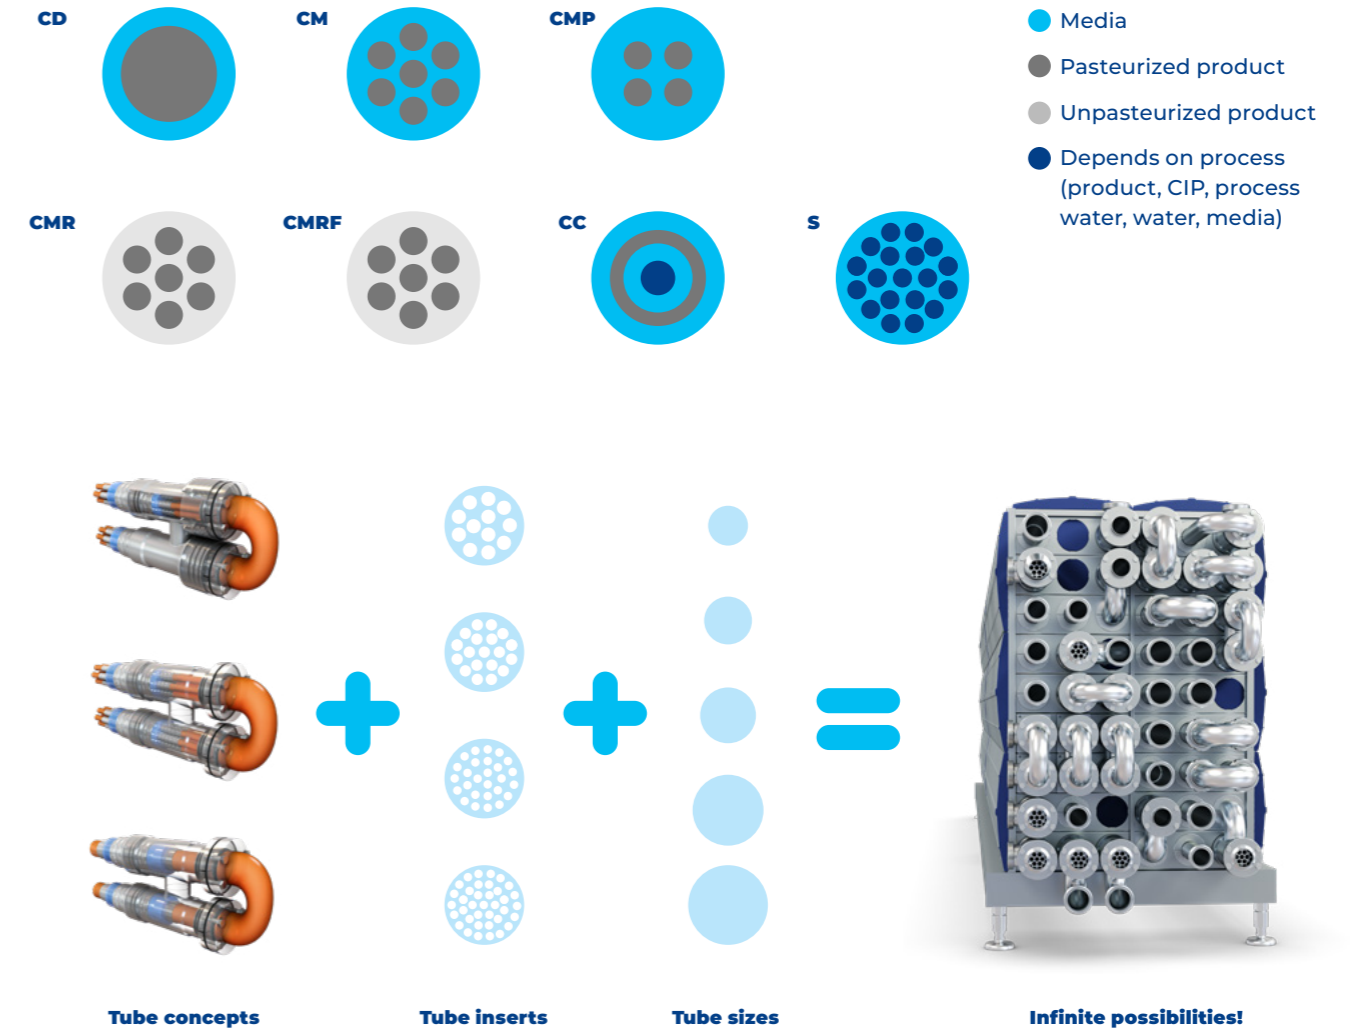 CD
CM
CMP
Media
Pasteurized product
Unpasteurized product
Depends on process
(product, CIP, process
water, water, media)
CMR
CMRF
CC
S
Tube concepts
Tube inserts
Tube sizes
Infinite possibilities!